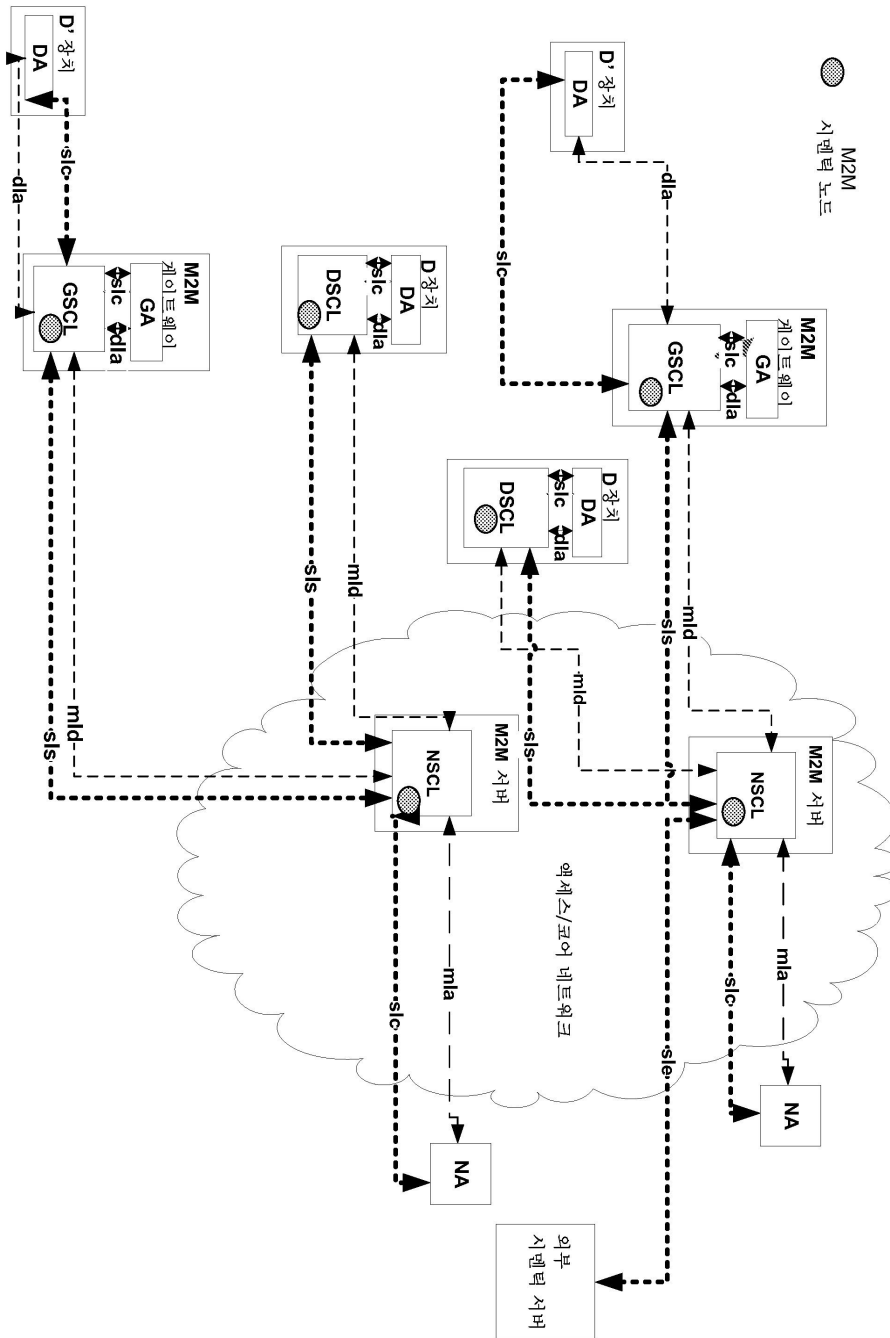 M2M
시멘틱 노드
D' 장치
DA
dla
slc
M2M
게이트웨이
GA
slc
dla
GSCL
mld
sls
M2M 서버
NSCL
mla
slc
NA
D 장치
DA
slc
dla
DSCL
mld
sls
sle
외부
시멘틱 서버
액세스/코어 네트워크
D 장치
DA
slc
dla
DSCL
mld
sls
M2M 서버
NSCL
mla
slc
NA
D' 장치
DA
slc
dla
M2M
게이트웨이
GA
slc
dla
GSCL
mld
sls